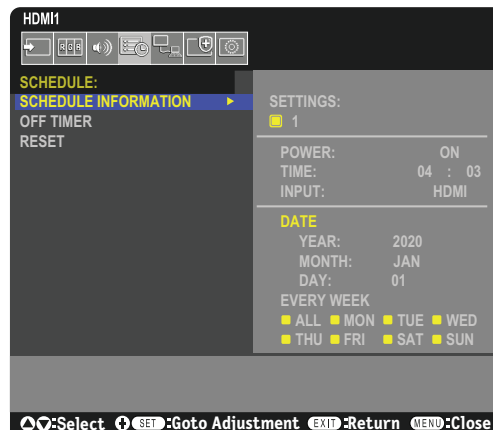 HDMI1
RGB
SCHEDULE:
SCHEDULE INFORMATION
OFF TIMER
RESET
SETTINGS:
1
POWER: ON
TIME: 04 : 03
INPUT: HDMI
DATE
YEAR: 2020
MONTH: JAN
DAY: 01
EVERY WEEK
ALL MON TUE WED
THU FRI SAT SUN
:Select SET :Goto Adjustment EXIT :Return MENU :Close